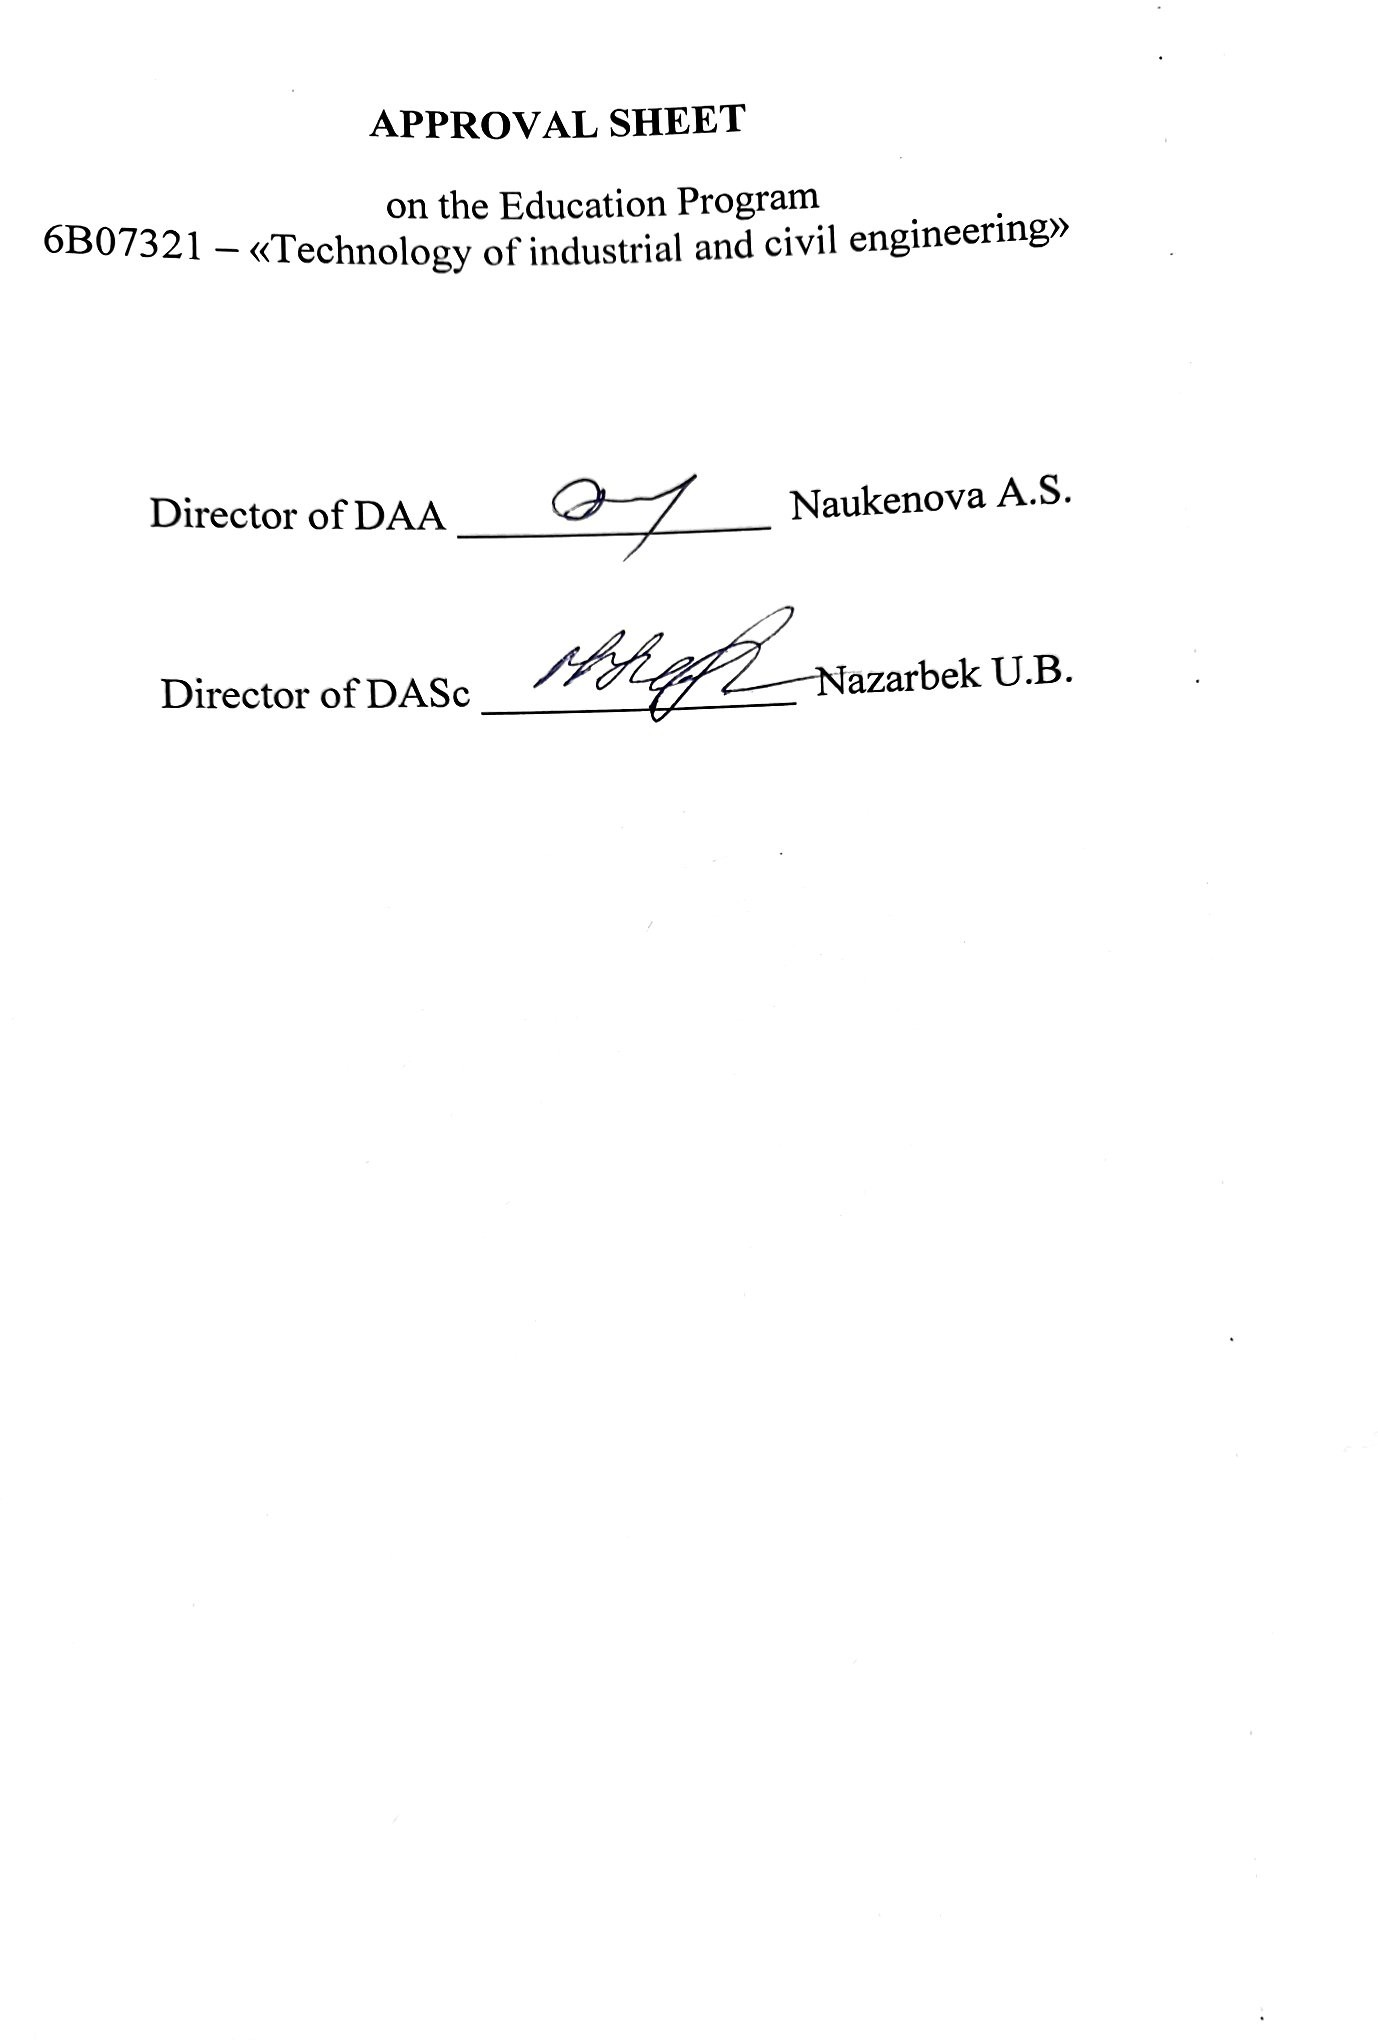 APPROVAL SHEET
on the Education Program
6B07321 – «Technology of industrial and civil engineering»
Director of DAA Naukenova A.S.
Director of DASc Nazarbek U.B.